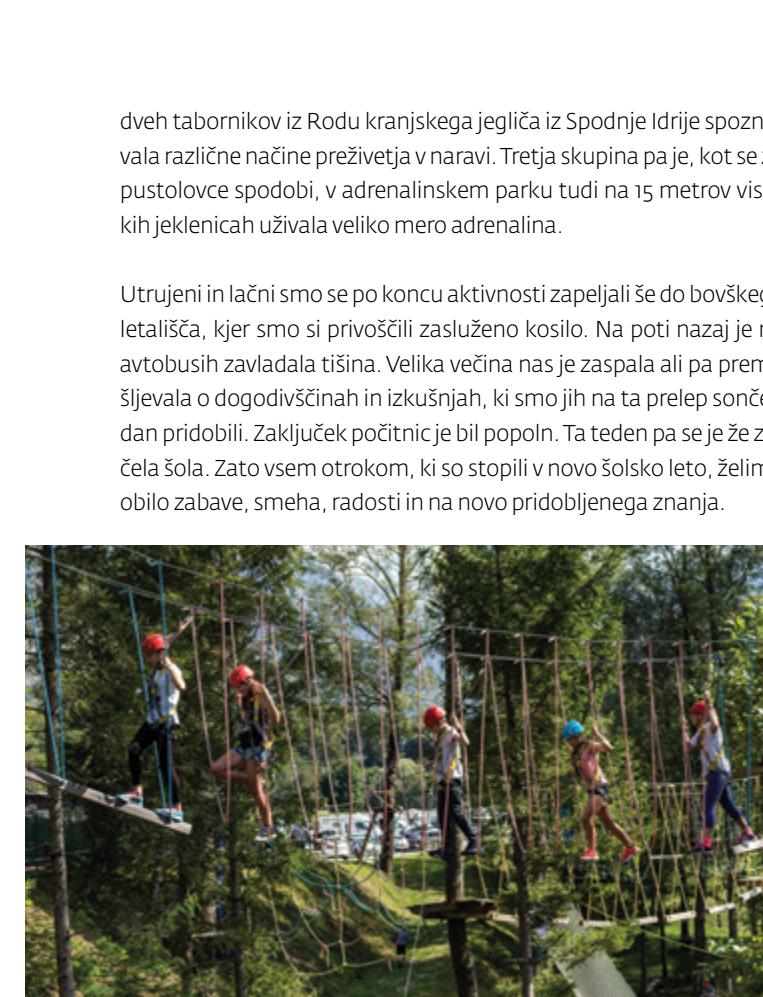 dveh tabornikov iz Rodu kranjskega jegliča iz Spodnje Idrije spozn
vala različne načine preživetja v naravi. Tretja skupina pa je, kot se
pustolovce spodobi, v adrenalinskem parku tudi na 15 metrov vis
kih jeklenicah uživala veliko mero adrenalina.
Utrujeni in lačni smo se po koncu aktivnosti zapeljali še do bovškeg
letališča, kjer smo si privoščili zasluženo kosilo. Na poti nazaj je
avtobusih zavladala tišina. Velika večina nas je zaspala ali pa prem
šljevala o dogodivščinah in izkušnjah, ki smo jih na ta prelep sonče
dan pridobili. Zaključek počitnic je bil popoln. Ta teden pa se je že z
čela šola. Zato vsem otrokom, ki so stopili v novo šolsko leto, želim
obilo zabave, smeha, radosti in na novo pridobljenega znanja.